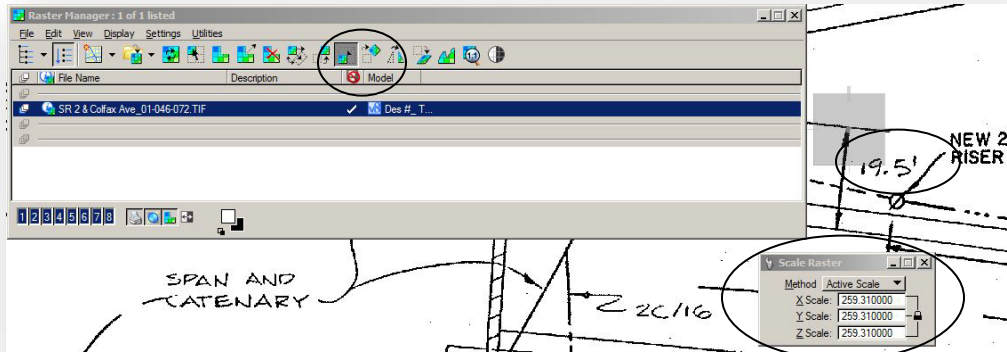 Raster Manager : 1 of 1 listed
File Edit View Display Settings Utilities
File Name Description Model
SR 2 & Colfax Ave_01-046-072.TIF Des #_ T...
1 2 3 4 5 6 7 8
19.5'
NEW 2
RISER
SPAN AND
CATENARY
2C/16
Scale Raster
Method Active Scale
X Scale: 259.310000
Y Scale: 259.310000
Z Scale: 259.310000